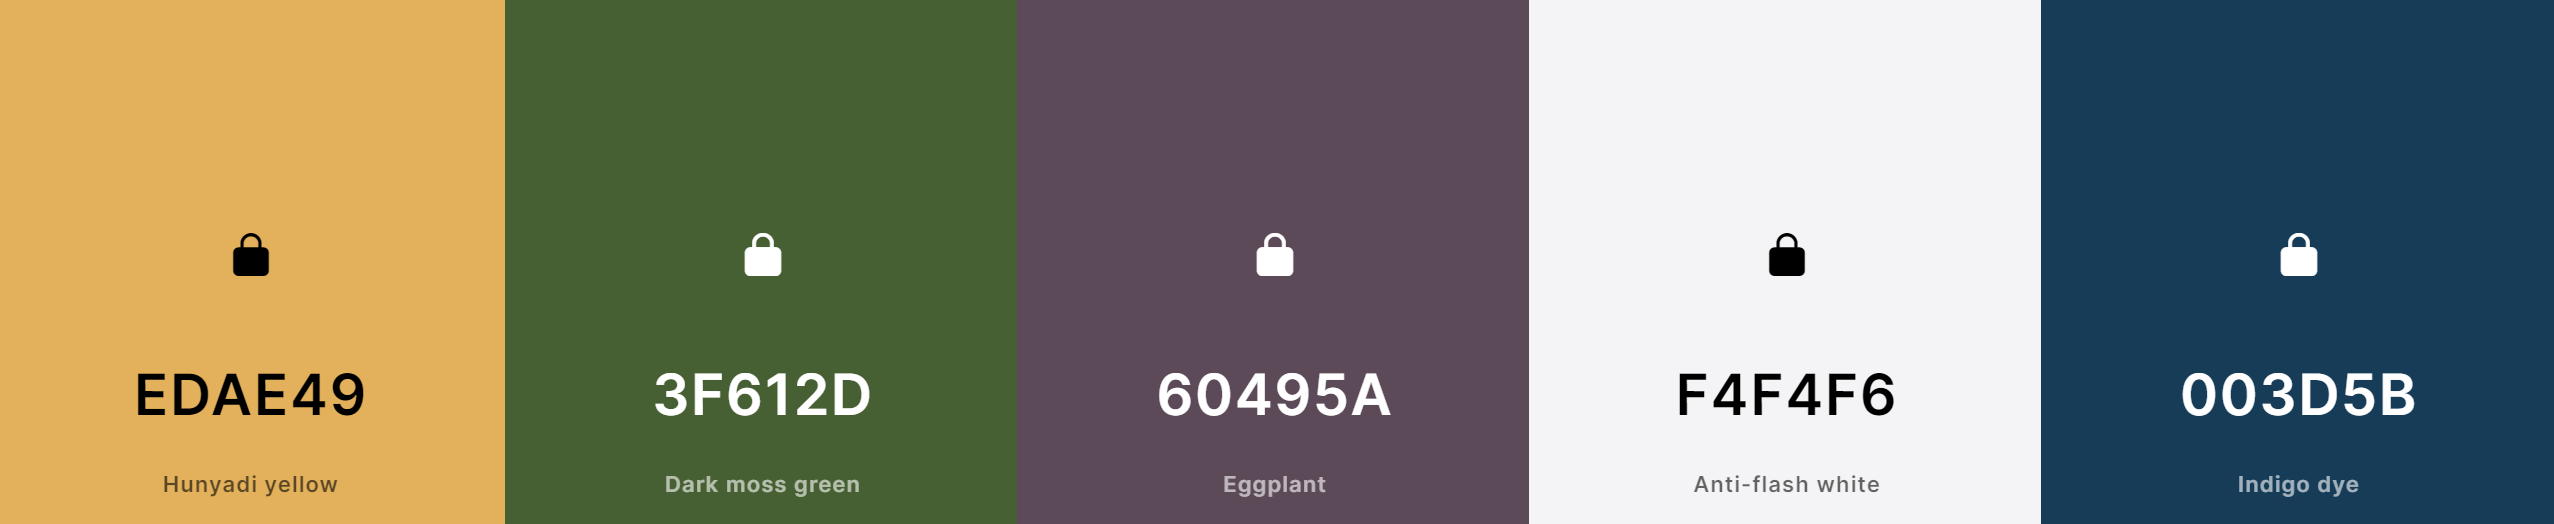 EDAE49
Hunyadi yellow
3F612D
Dark moss green
60495A
Eggplant
F4F4F6
Anti-flash white
003D5B
Indigo dye